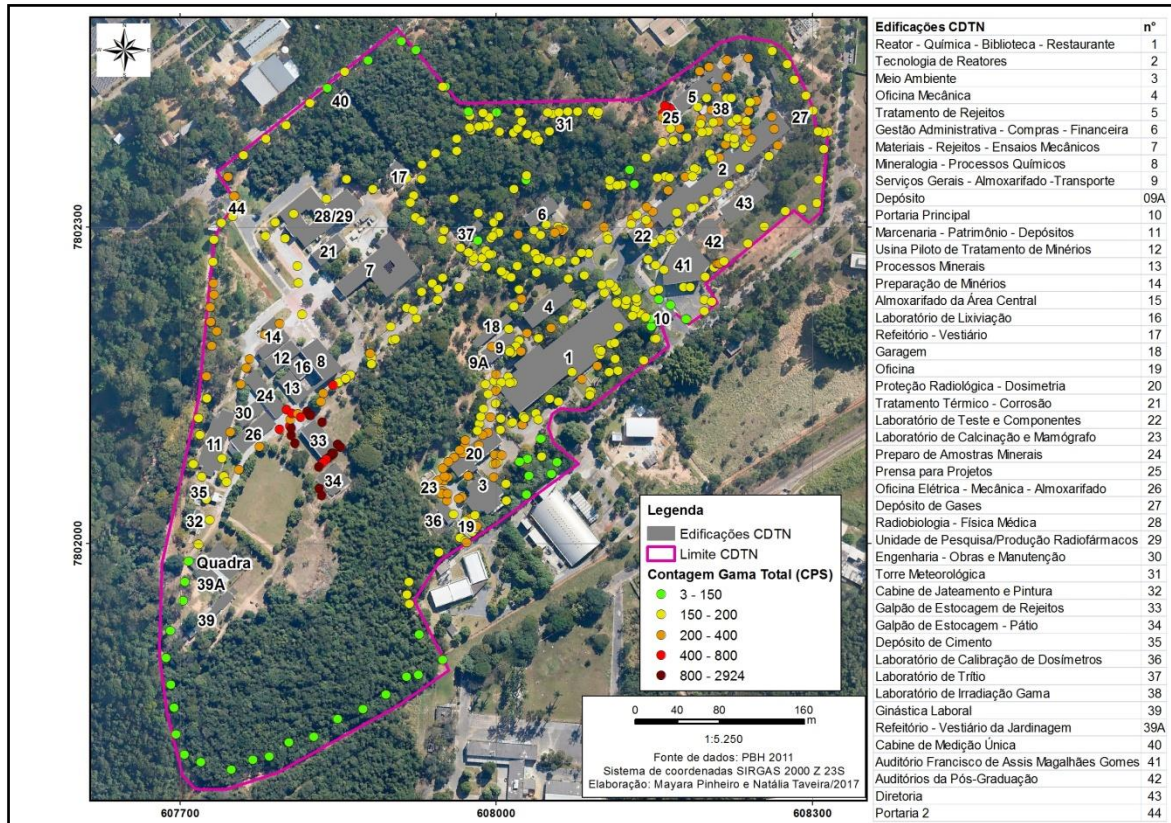 40
31
5
38
25
27
17
2
44
28/29
6
43
37
22
42
21
7
41
4
10
18
14
9
12
8
16
9A
1
13
24
30
26
33
20
11
34
23
3
35
36
19
32
Quadra
39A
39
7802300
7802000
607700
608000
608300
Legenda
Edificações CDTN
Limite CDTN
Contagem Gama Total (CPS)
3 - 150
150 - 200
200 - 400
400 - 800
800 - 2924
0 40 80 160
m
1:5.250
Fonte de dados: PBH 2011
Sistema de coordenadas SIRGAS 2000 Z 23S
Elaboração: Mayara Pinheiro e Natália Taveira/2017
Edificações CDTN nº
Reator - Química - Biblioteca - Restaurante 1
Tecnologia de Reatores 2
Meio Ambiente 3
Oficina Mecânica 4
Tratamento de Rejeitos 5
Gestão Administrativa - Compras - Financeira 6
Materiais - Rejeitos - Ensaios Mecânicos 7
Mineralogia - Processos Químicos 8
Serviços Gerais - Almoxarifado -Transporte 9
Depósito 09A
Portaria Principal 10
Marcenaria - Patrimônio - Depósitos 11
Usina Piloto de Tratamento de Minérios 12
Processos Minerais 13
Preparação de Minérios 14
Almoxarifado da Área Central 15
Laboratório de Lixiviação 16
Refeitório - Vestiário 17
Garagem 18
Oficina 19
Proteção Radiológica - Dosimetria 20
Tratamento Térmico - Corrosão 21
Laboratório de Teste e Componentes 22
Laboratório de Calcinação e Mamógrafo 23
Preparo de Amostras Minerais 24
Prensa para Projetos 25
Oficina Elétrica - Mecânica - Almoxarifado 26
Depósito de Gases 27
Radiobiologia - Física Médica 28
Unidade de Pesquisa/Produção Radiofármacos 29
Engenharia - Obras e Manutenção 30
Torre Meteorológica 31
Cabine de Jateamento e Pintura 32
Galpão de Estocagem de Rejeitos 33
Galpão de Estocagem - Pátio 34
Depósito de Cimento 35
Laboratório de Calibração de Dosímetros 36
Laboratório de Trítio 37
Laboratório de Irradiação Gama 38
Ginástica Laboral 39
Refeitório - Vestiário da Jardinagem 39A
Cabine de Medição Única 40
Auditório Francisco de Assis Magalhães Gomes 41
Auditórios da Pós-Graduação 42
Diretoria 43
Portaria 2 44